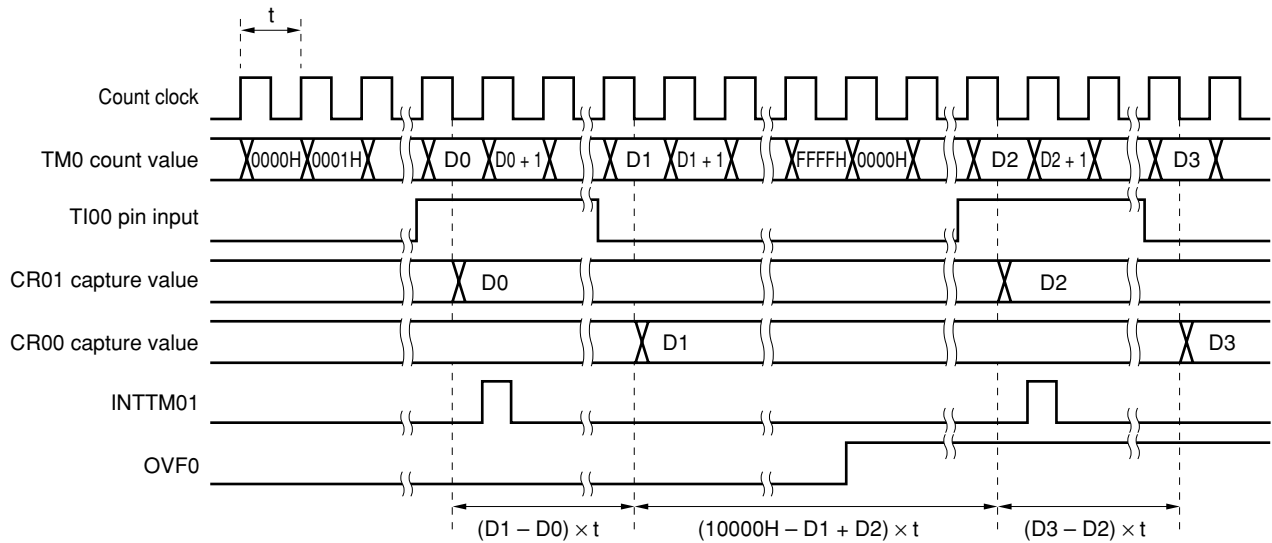 t
Count clock
TM0 count value 0000H 0001H D0 D0 + 1 D1 D1 + 1 FFFFH 0000H D2 D2 + 1 D3
TI00 pin input
CR01 capture value D0 D2
CR00 capture value D1 D3
INTTM01
OVF0
(D1 – D0) × t (10000H – D1 + D2) × t (D3 – D2) × t